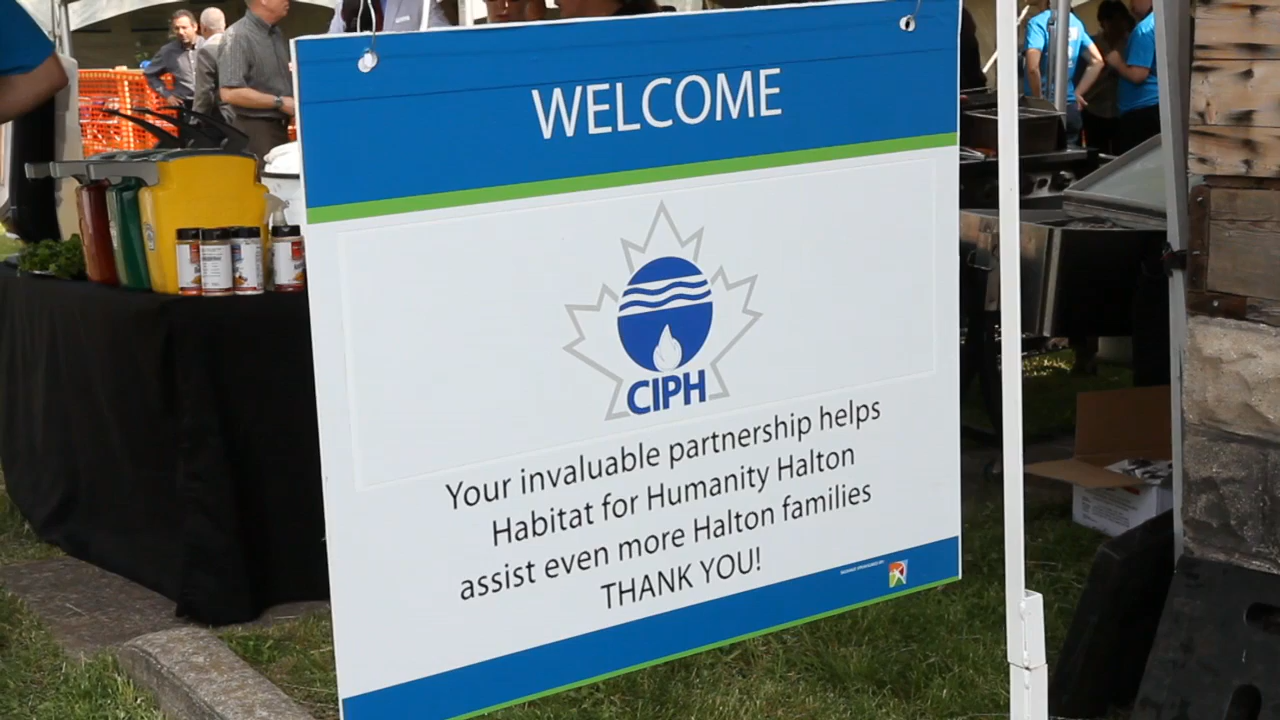 WELCOME
CIPH
Your invaluable partnership helps
Habitat for Humanity Halton
assist even more Halton families
THANK YOU!